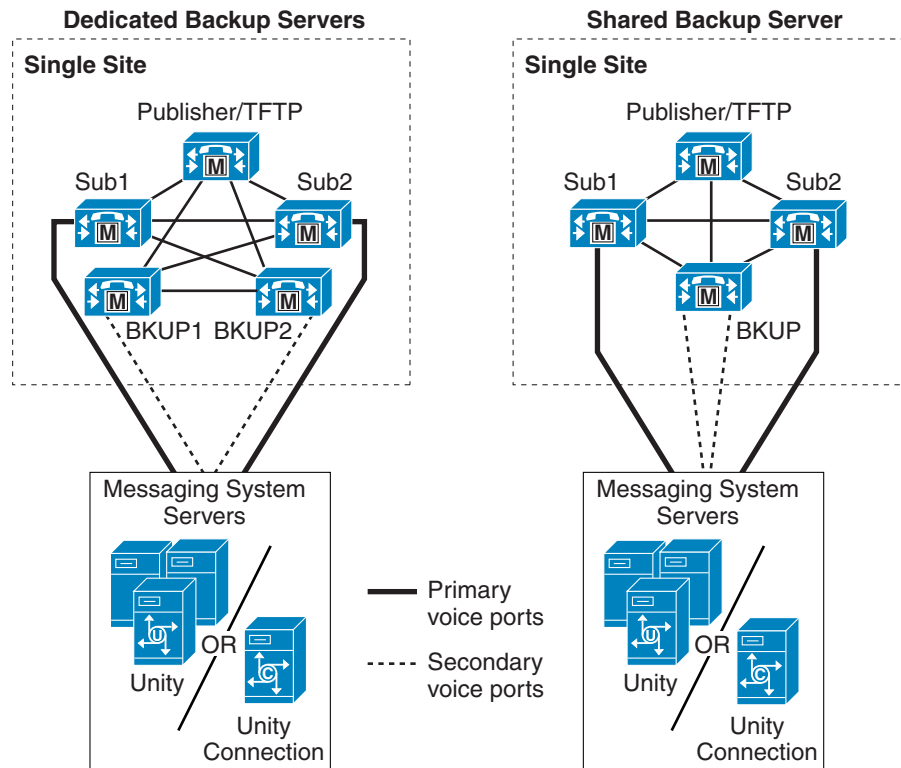 Dedicated Backup Servers
Single Site
Publisher/TFTP
M
Sub1
Sub2
M
M
M
M
BKUP1
BKUP2
Messaging System
Servers
U
OR
C
Unity
Unity
Connection
Primary
voice ports
Secondary
voice ports
Shared Backup Server
Single Site
Publisher/TFTP
M
Sub1
Sub2
M
M
M
BKUP
Messaging System
Servers
U
OR
C
Unity
Unity
Connection